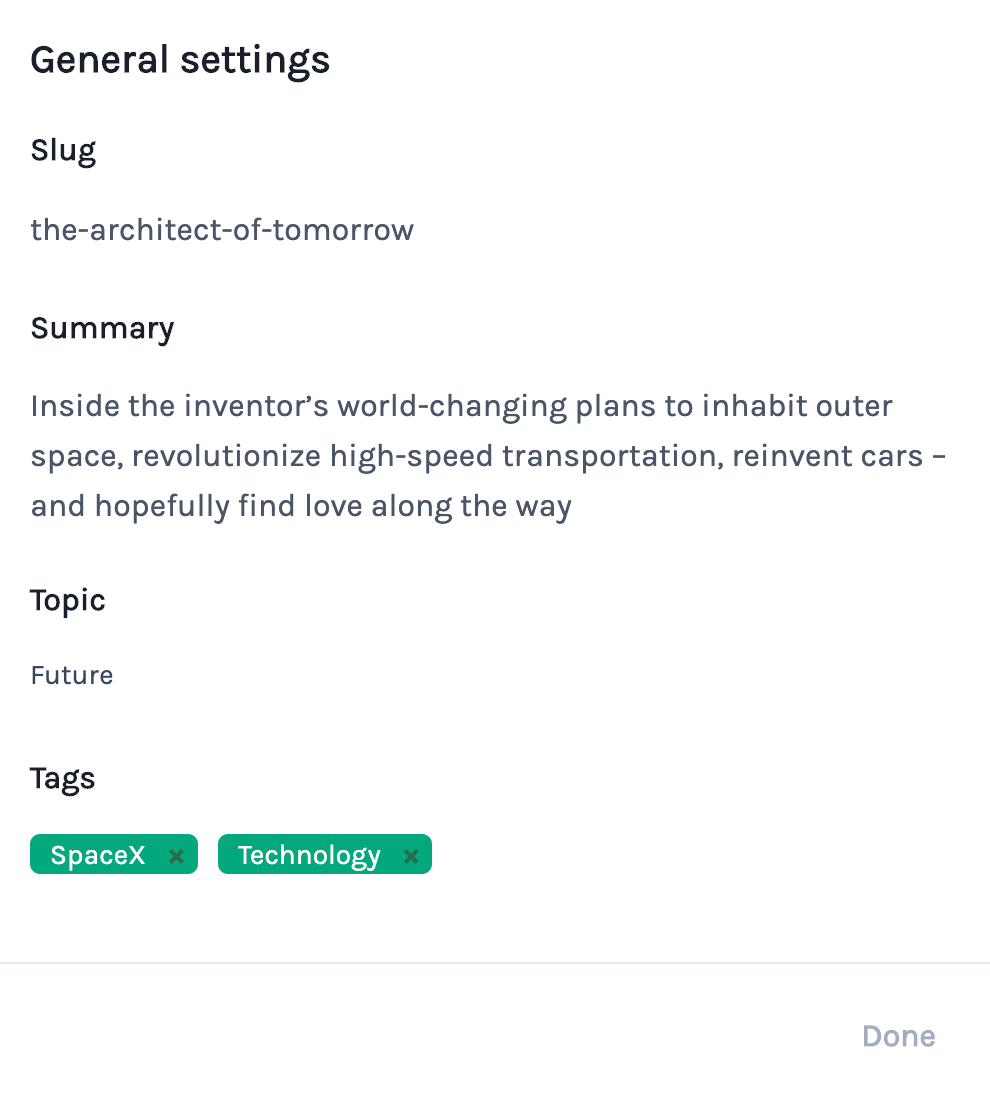 General settings
Slug
the-architect-of-tomorrow
Summary
Inside the inventor’s world-changing plans to inhabit outer
space, revolutionize high-speed transportation, reinvent cars –
and hopefully find love along the way
Topic
Future
Tags
SpaceX × Technology ×
Done